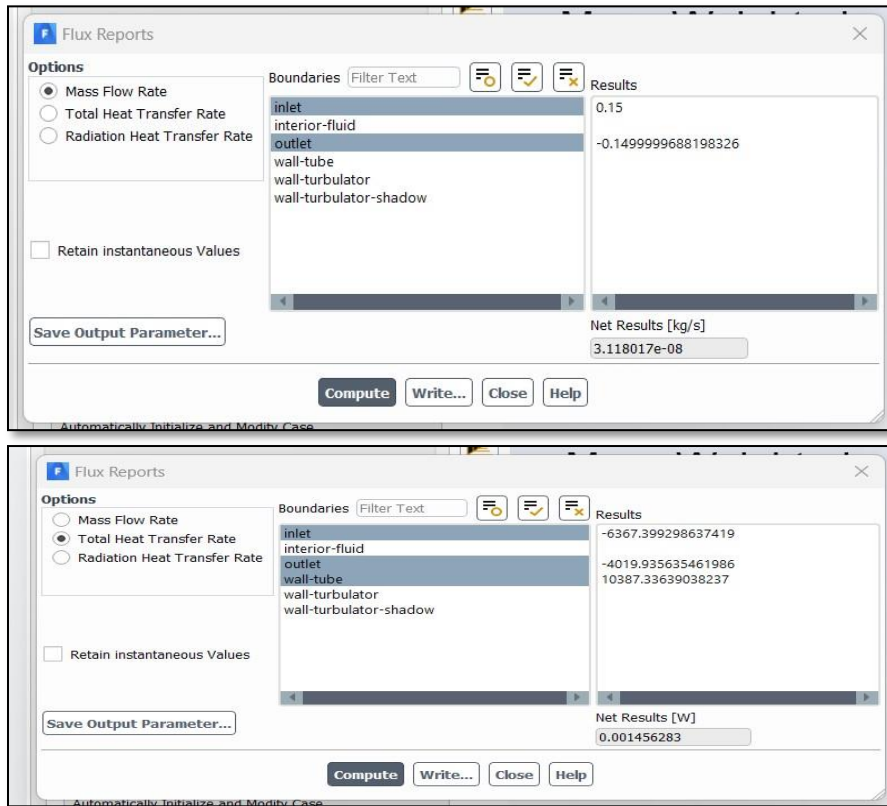 Flux Reports
Options
Mass Flow Rate
Total Heat Transfer Rate
Radiation Heat Transfer Rate
Retain instantaneous Values
Save Output Parameter...
Boundaries Filter Text
inlet
interior-fluid
outlet
wall-tube
wall-turbulator
wall-turbulator-shadow
Results
0.15
-0.1499999688198326
Net Results [kg/s]
3.118017e-08
Compute Write... Close Help
Automatically Initialize and Modify Case
Flux Reports
Options
Mass Flow Rate
Total Heat Transfer Rate
Radiation Heat Transfer Rate
Retain instantaneous Values
Save Output Parameter...
Boundaries Filter Text
inlet
interior-fluid
outlet
wall-tube
wall-turbulator
wall-turbulator-shadow
Results
-6367.399298637419
-4019.935635461986
10387.33639038237
Net Results [W]
0.001456283
Compute Write... Close Help
Automatically Initialize and Modify Case